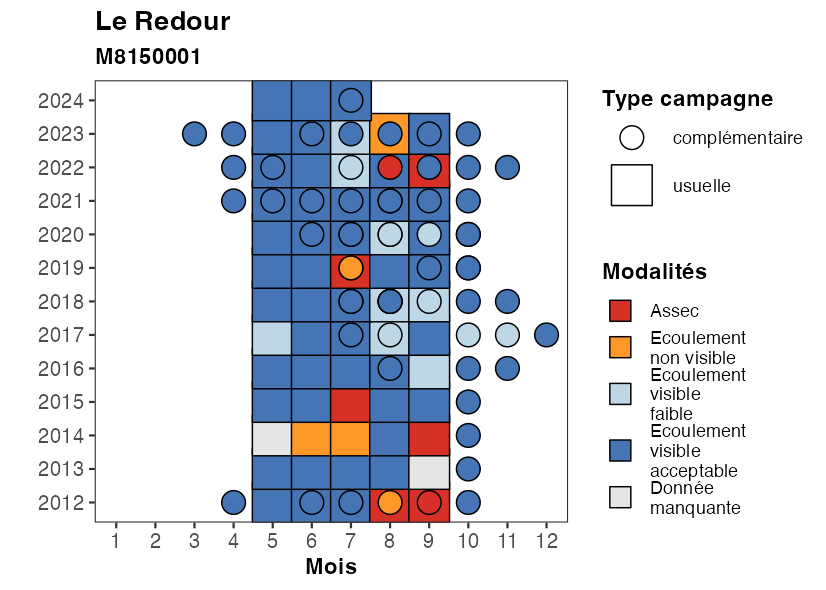 Le Redour
M8150001
2024
2023
2022
2021
2020
2019
2018
2017
2016
2015
2014
2013
2012
1 2 3 4 5 6 7 8 9 10 11 12
Mois
Type campagne
complémentaire
usuelle
Modalités
Assec
Ecoulement
non visible
Ecoulement
visible
faible
Ecoulement
visible
acceptable
Donnée
manquante